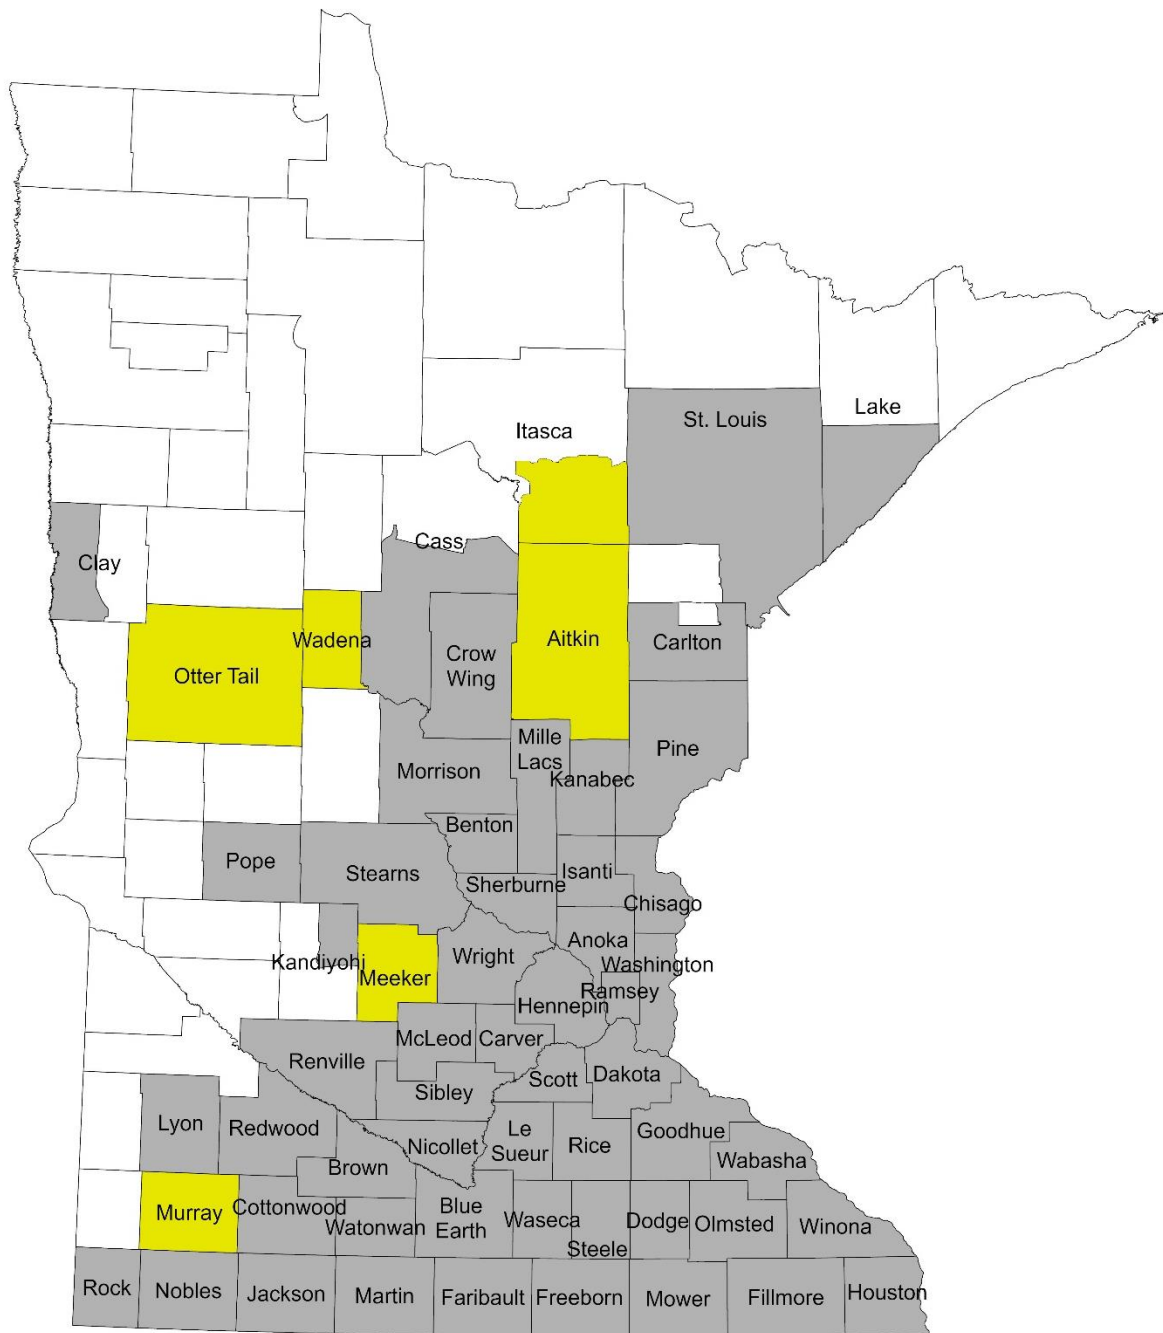 Lake
St. Louis
Itasca
Cass
Clay
Wadena
Aitkin
Carlton
Otter Tail
Crow
Wing
Mille
Lacs
Pine
Morrison
Kanabec
Benton
Pope
Stearns
Isanti
Sherburne
Chisago
Anoka
Wright
Washington
Kandiyohi
Meeker
Ramsey
Hennepin
McLeod
Carver
Renville
Scott
Dakota
Sibley
Lyon
Redwood
Nicollet
Le
Sueur
Rice
Goodhue
Wabasha
Brown
Murray
Cottonwood
Watonwan
Blue
Earth
Waseca
Steele
Dodge
Olmsted
Winona
Rock
Nobles
Jackson
Martin
Faribault
Freeborn
Mower
Fillmore
Houston